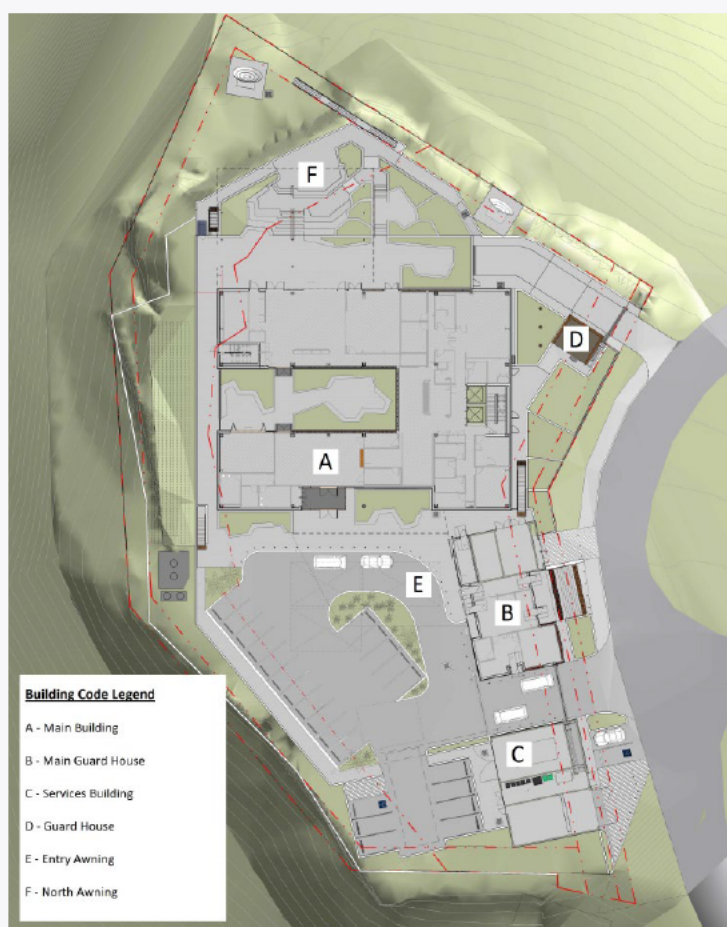 F
D
A
E
B
C
Building Code Legend
A - Main Building
B - Main Guard House
C - Services Building
D - Guard House
E - Entry Awning
F - North Awning